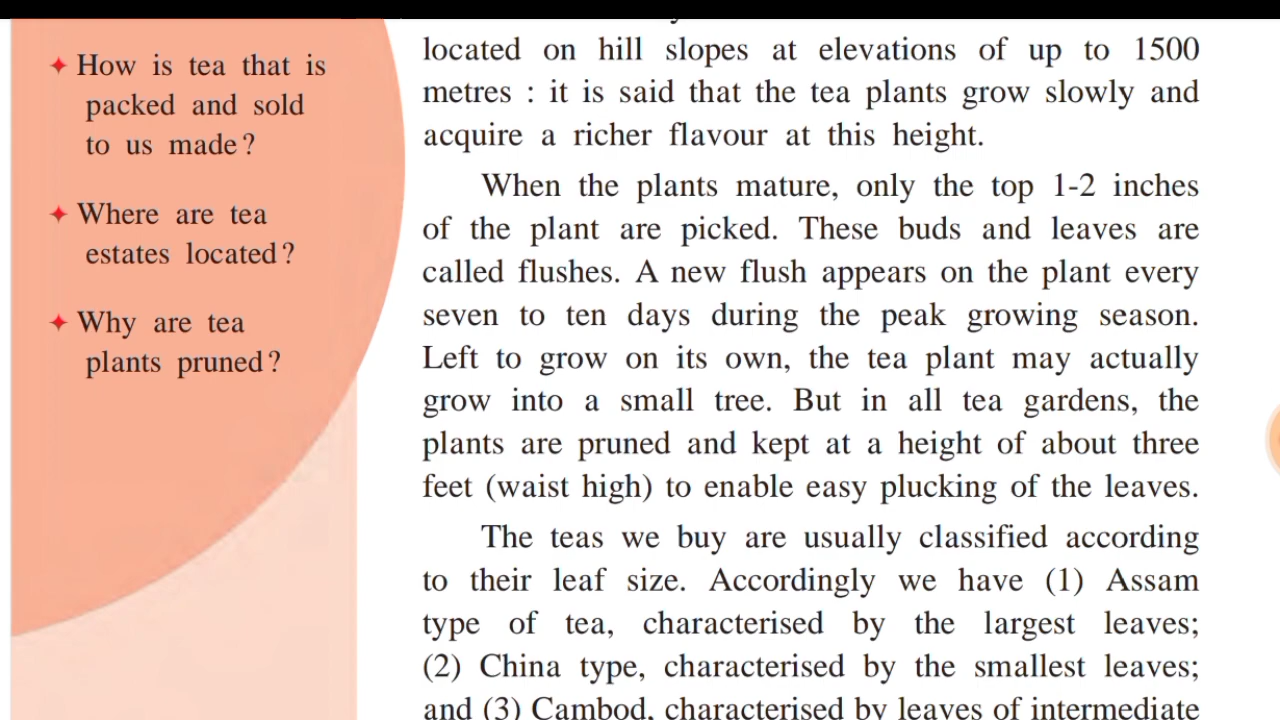 ✦ How is tea that is
packed and sold
to us made?
✦ Where are tea
estates located?
✦ Why are tea
plants pruned?
located on hill slopes at elevations of up to 1500
metres : it is said that the tea plants grow slowly and
acquire a richer flavour at this height.
When the plants mature, only the top 1-2 inches
of the plant are picked. These buds and leaves are
called flushes. A new flush appears on the plant every
seven to ten days during the peak growing season.
Left to grow on its own, the tea plant may actually
grow into a small tree. But in all tea gardens, the
plants are pruned and kept at a height of about three
feet (waist high) to enable easy plucking of the leaves.
The teas we buy are usually classified according
to their leaf size. Accordingly we have (1) Assam
type of tea, characterised by the largest leaves;
(2) China type, characterised by the smallest leaves;
and (3) Cambod, characterised by leaves of intermediate